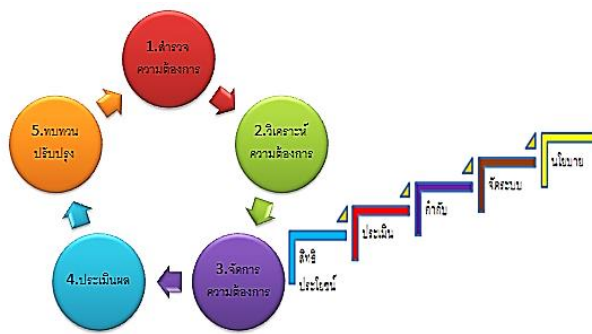 1.สำรวจ
ความต้องการ
2.วิเคราะห์
ความต้องการ
3.จัดการ
ความต้องการ
4.ประเมินผล
5.ทบทวน
ปรับปรุง
สิทธิ
ประโยชน์
ประเมิน
กำกับ
จัดระบบ
นโยบาย